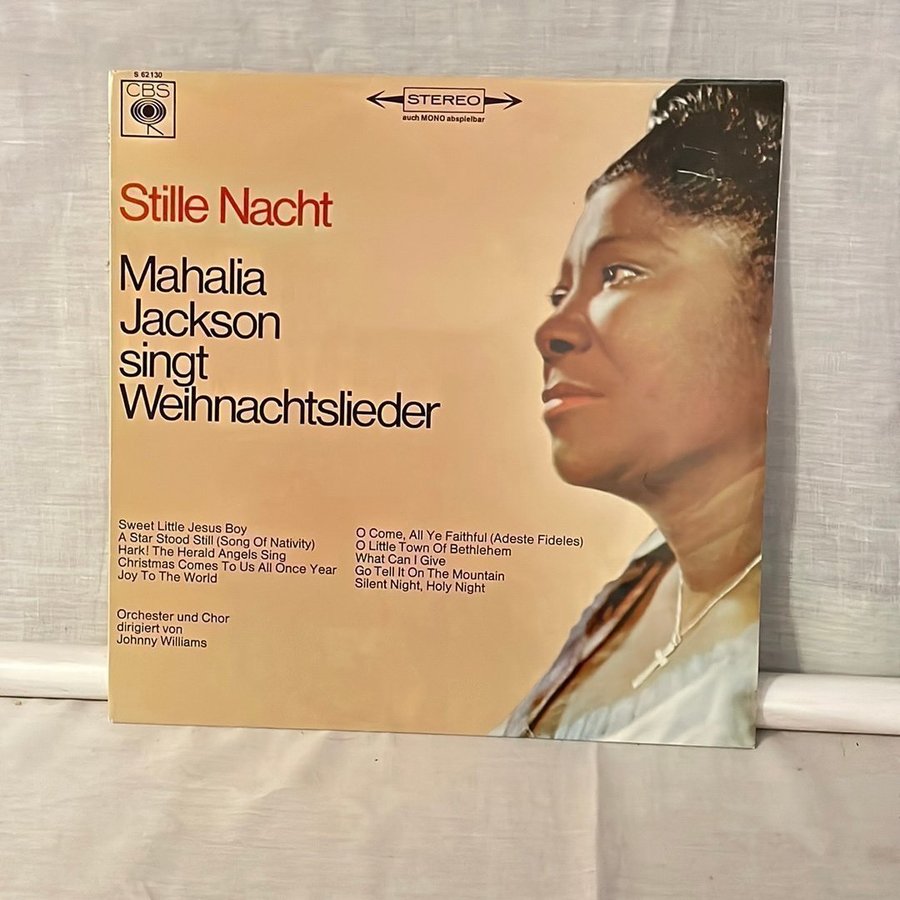 S 62130
CBS
STEREO
auch MONO abspielbar
Stille Nacht
Mahalia
Jackson
singt
Weihnachtslieder
Sweet Little Jesus Boy
A Star Stood Still (Song Of Nativity)
Hark! The Herald Angels Sing
Christmas Comes To Us All Once Year
Joy To The World
O Come, All Ye Faithful (Adeste Fideles)
O Little Town Of Bethlehem
What Can I Give
Go Tell It On The Mountain
Silent Night, Holy Night
Orchester und Chor
dirigiert von
Johnny Williams